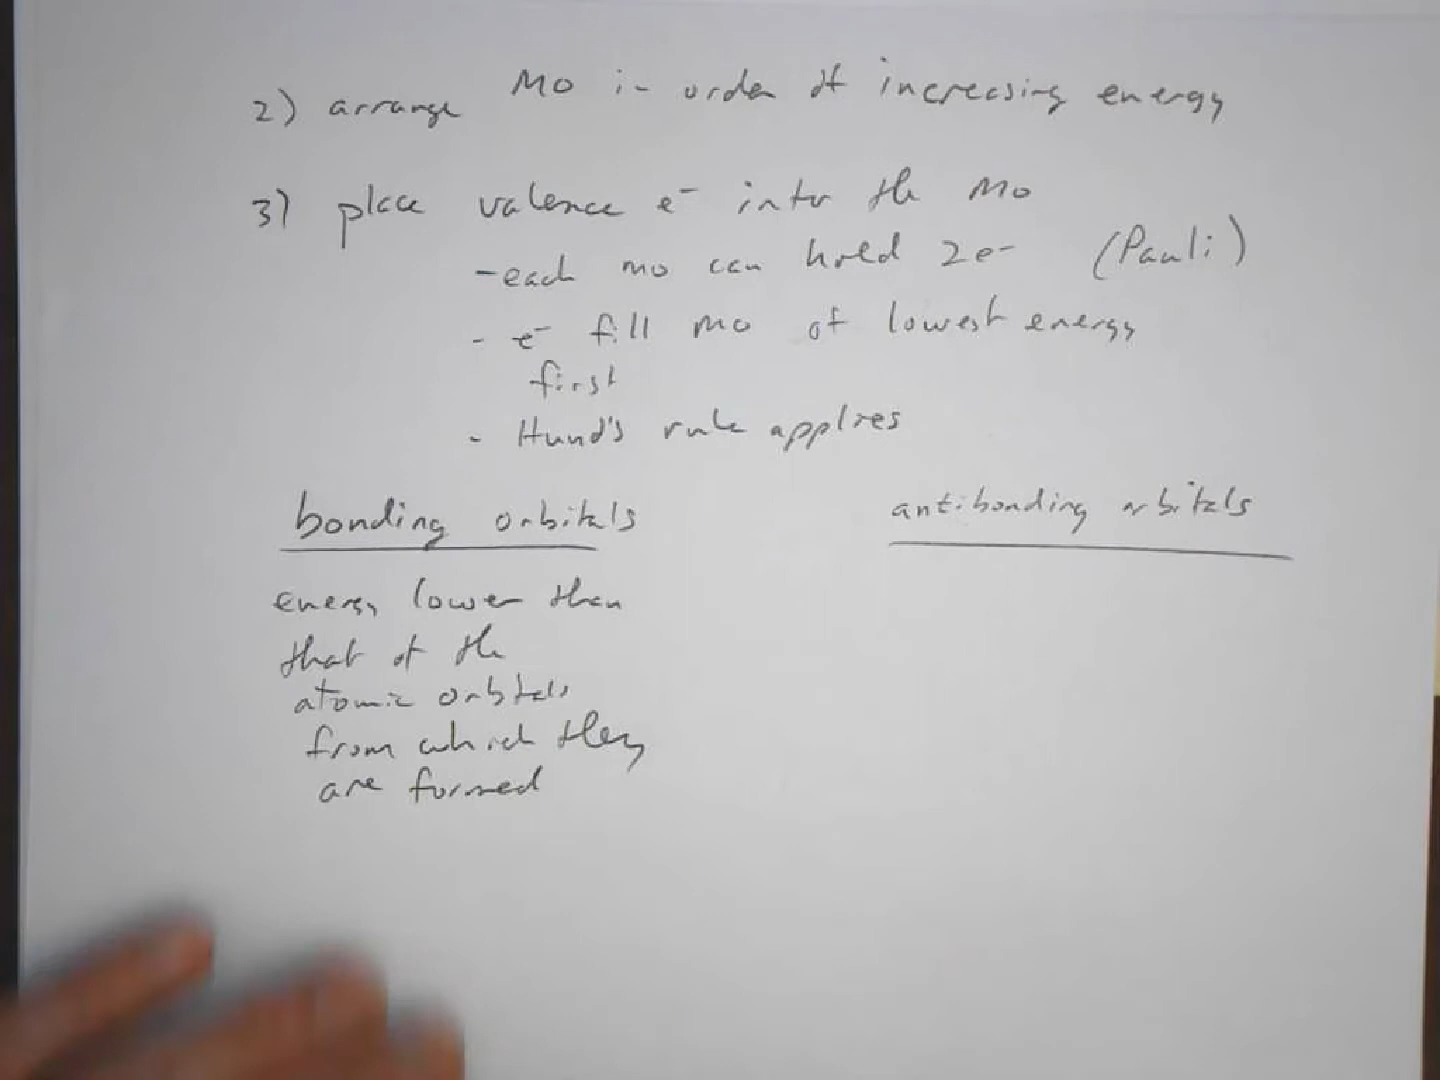 2) arrange MO in order of increasing energy
3) place valence e⁻ into the MO
- each MO can hold 2e⁻ (Pauli)
- e⁻ fill MO of lowest energy
first
- Hund's rule applies
bonding orbitals
energy lower than
that of the
atomic orbitals
from which they
are formed
antibonding orbitals